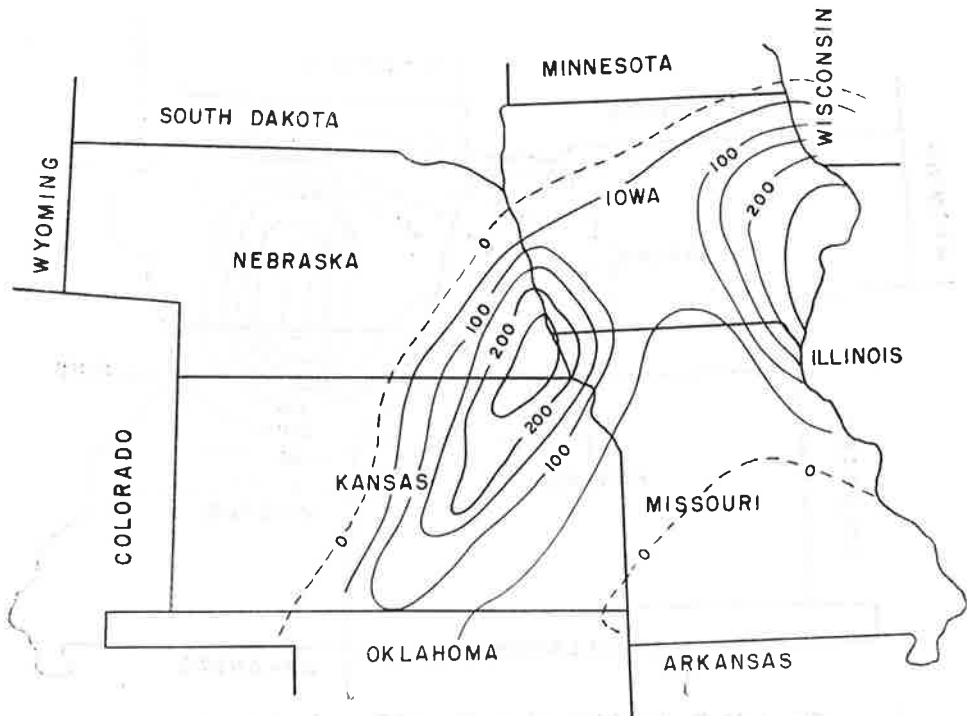 MINNESOTA
WISCONSIN
SOUTH DAKOTA
WYOMING
100
IOWA
200
0
NEBRASKA
100
200
ILLINOIS
200
100
COLORADO
KANSAS
0
MISSOURI
0
0
OKLAHOMA
ARKANSAS